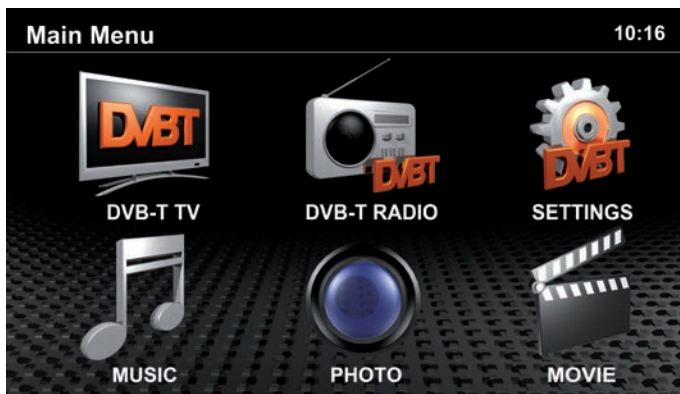 Main Menu 10:16
DVBT
DVBT
DVBT
DVB-T TV DVB-T RADIO SETTINGS
MUSIC PHOTO MOVIE